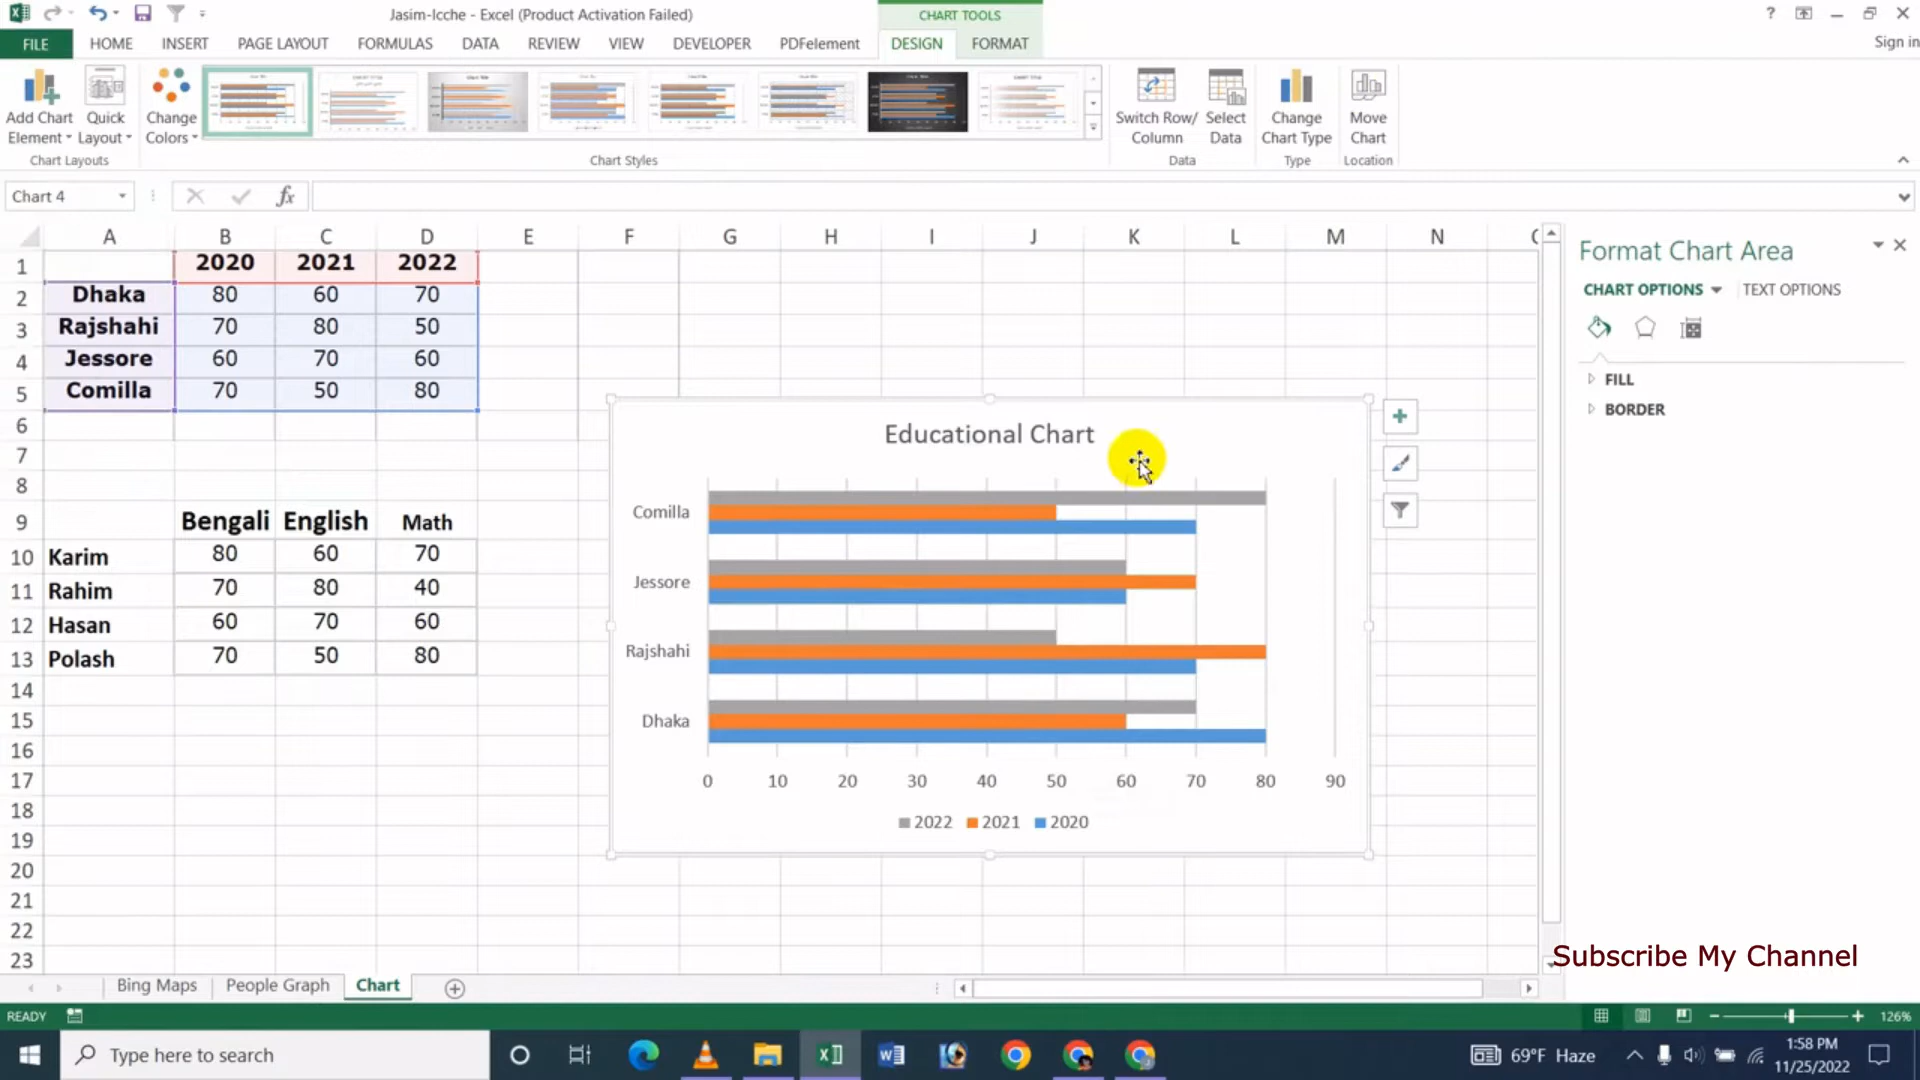 Jasim-Icche - Excel (Product Activation Failed)
CHART TOOLS
?
FILE HOME INSERT PAGE LAYOUT FORMULAS DATA REVIEW VIEW DEVELOPER PDFelement DESIGN FORMAT Sign in
Add Chart Element
Quick Layout
Change Colors
Switch Row/ Column
Select Data
Change Chart Type
Move Chart
Chart Layouts Chart Styles Data Type Location
Chart 4 fx
A B C D E F G H I J K L M N
1 2020 2021 2022
2 Dhaka 80 60 70
3 Rajshahi 70 80 50
4 Jessore 60 70 60
5 Comilla 70 50 80
6
7
8
9 Bengali English Math
10 Karim 80 60 70
11 Rahim 70 80 40
12 Hasan 60 70 60
13 Polash 70 50 80
14
15
16
17
18
19
20
21
22
23
Educational Chart
Comilla
Jessore
Rajshahi
Dhaka
0 10 20 30 40 50 60 70 80 90
2022 2021 2020
Format Chart Area
CHART OPTIONS TEXT OPTIONS
FILL
BORDER
Subscribe My Channel
Bing Maps People Graph Chart
READY 126%
Type here to search
69°F Haze
1:58 PM
11/25/2022